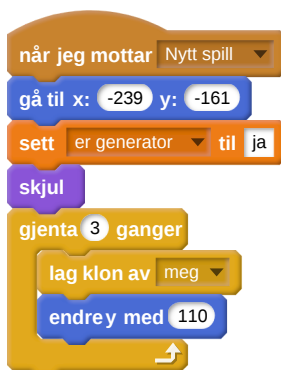 når jeg mottar Nytt spill
gå til x: -239 y: -161
sett er generator til ja
skjul
gjenta 3 ganger
lag klon av meg
endre y med 110